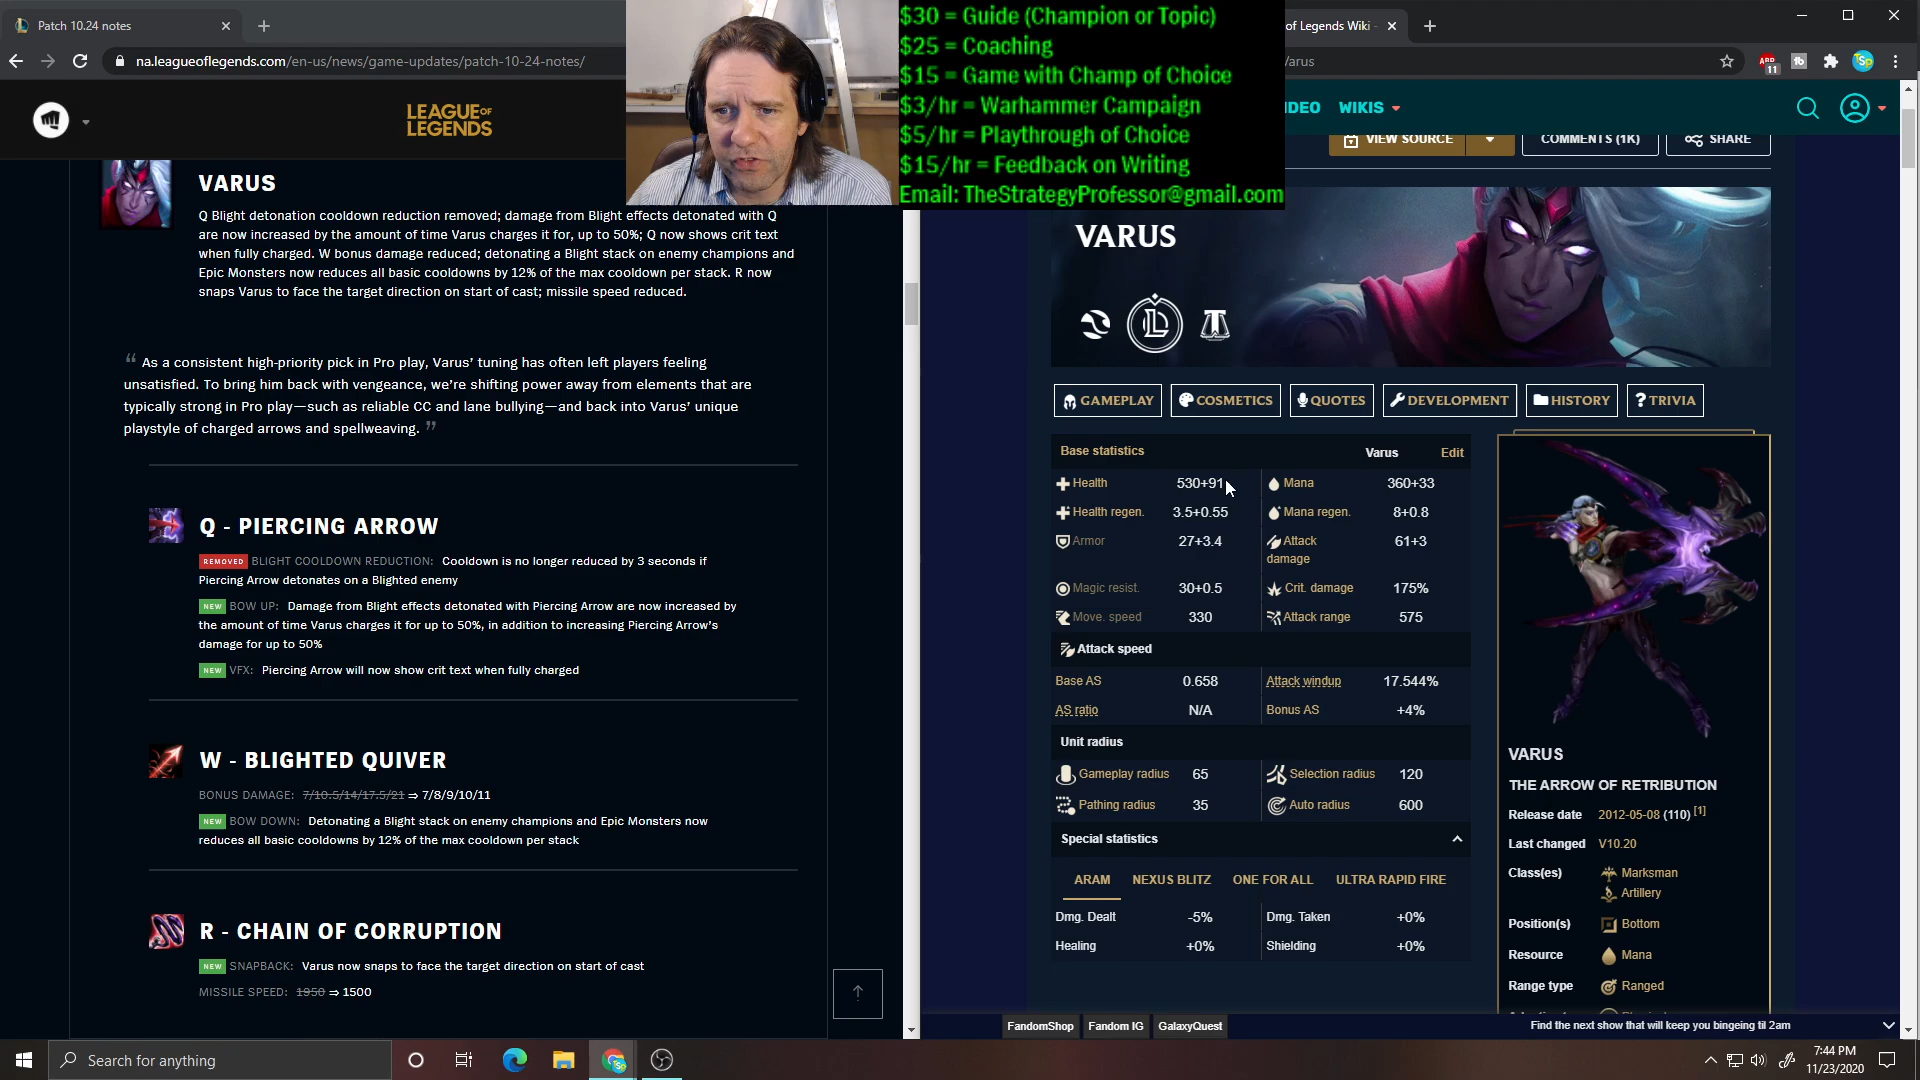 Patch 10.24 notes
of Legends Wiki -
na.leagueoflegends.com/en-us/news/game-updates/patch-10-24-notes/
/arus
$30 = Guide (Champion or Topic)
$25 = Coaching
$15 = Game with Champ of Choice
$3/hr = Warhammer Campaign
$5/hr = Playthrough of Choice
$15/hr = Feedback on Writing
Email: TheStrategyProfessor@gmail.com
11
LEAGUE OF
LEGENDS
IDEO WIKIS
VIEW SOURCE
COMMENTS (1K)
SHARE
VARUS
Q Blight detonation cooldown reduction removed; damage from Blight effects detonated with Q
are now increased by the amount of time Varus charges it for, up to 50%; Q now shows crit text
when fully charged. W bonus damage reduced; detonating a Blight stack on enemy champions and
Epic Monsters now reduces all basic cooldowns by 12% of the max cooldown per stack. R now
snaps Varus to face the target direction on start of cast; missile speed reduced.
“ As a consistent high-priority pick in Pro play, Varus’ tuning has often left players feeling
unsatisfied. To bring him back with vengeance, we’re shifting power away from elements that are
typically strong in Pro play—such as reliable CC and lane bullying—and back into Varus’ unique
playstyle of charged arrows and spellweaving. ”
Q - PIERCING ARROW
REMOVED BLIGHT COOLDOWN REDUCTION: Cooldown is no longer reduced by 3 seconds if
Piercing Arrow detonates on a Blighted enemy
NEW BOW UP: Damage from Blight effects detonated with Piercing Arrow are now increased by
the amount of time Varus charges it for up to 50%, in addition to increasing Piercing Arrow’s
damage for up to 50%
NEW VFX: Piercing Arrow will now show crit text when fully charged
W - BLIGHTED QUIVER
BONUS DAMAGE: 7/10.5/14/17.5/21 ⇒ 7/8/9/10/11
NEW BOW DOWN: Detonating a Blight stack on enemy champions and Epic Monsters now
reduces all basic cooldowns by 12% of the max cooldown per stack
R - CHAIN OF CORRUPTION
NEW SNAPBACK: Varus now snaps to face the target direction on start of cast
MISSILE SPEED: 1950 ⇒ 1500
VARUS
GAMEPLAY COSMETICS QUOTES DEVELOPMENT HISTORY ? TRIVIA
Base statistics Varus Edit
Health 530+91 Mana 360+33
Health regen. 3.5+0.55 Mana regen. 8+0.8
Armor 27+3.4 Attack
damage 61+3
Magic resist. 30+0.5 Crit. damage 175%
Move. speed 330 Attack range 575
Attack speed
Base AS 0.658 Attack windup 17.544%
AS ratio N/A Bonus AS +4%
Unit radius
Gameplay radius 65 Selection radius 120
Pathing radius 35 Auto radius 600
Special statistics
ARAM NEXUS BLITZ ONE FOR ALL ULTRA RAPID FIRE
Dmg. Dealt -5% Dmg. Taken +0%
Healing +0% Shielding +0%
VARUS
THE ARROW OF RETRIBUTION
Release date 2012-05-08 (110) [1]
Last changed V10.20
Class(es) Marksman
Artillery
Position(s) Bottom
Resource Mana
Range type Ranged
FandomShop Fandom IG GalaxyQuest
Find the next show that will keep you bingeing til 2am
Search for anything
7:44 PM
11/23/2020